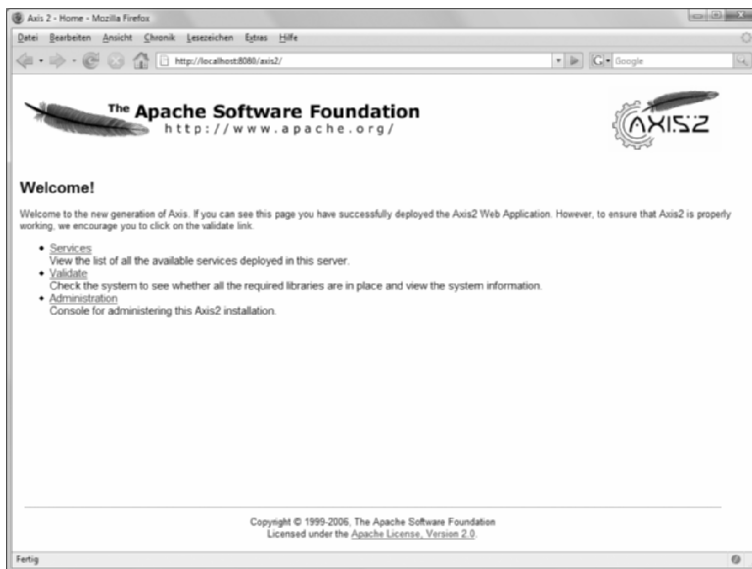 Axis 2 - Home - Mozilla Firefox
Datei Bearbeiten Ansicht Chronik Lesezeichen Extras Hilfe
http://localhost:8080/axis2/
G Google
The Apache Software Foundation
http://www.apache.org/
AXIS2
Welcome!
Welcome to the new generation of Axis. If you can see this page you have successfully deployed the Axis2 Web Application. However, to ensure that Axis2 is properly
working, we encourage you to click on the validate link.
• Services
View the list of all the available services deployed in this server.
• Validate
Check the system to see whether all the required libraries are in place and view the system information.
• Administration
Console for administering this Axis2 installation.
Copyright © 1999-2006, The Apache Software Foundation
Licensed under the Apache License, Version 2.0.
Fertig